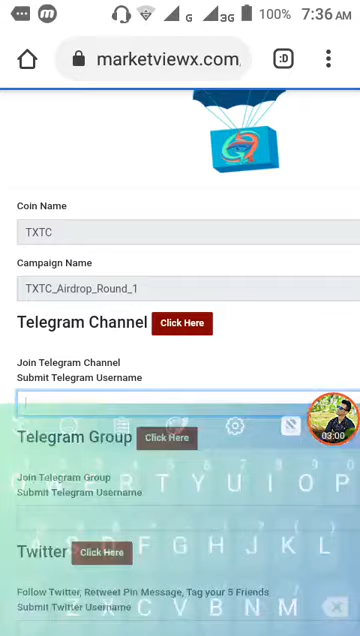 G 3G 100% 7:36 AM
marketviewx.com, :D
Coin Name
TXTC
Campaign Name
TXTC_Airdrop_Round_1
Telegram Channel Click Here
Join Telegram Channel
Submit Telegram Username
03:00
Telegram Group Click Here
Join Telegram Group
Submit Telegram Username
Twitter Click Here
Follow Twitter, Retweet Pin Message, Tag your 5 Friends
Submit Twitter Username
R T Y U I O P
D F G H J K L
Z X C V B N M